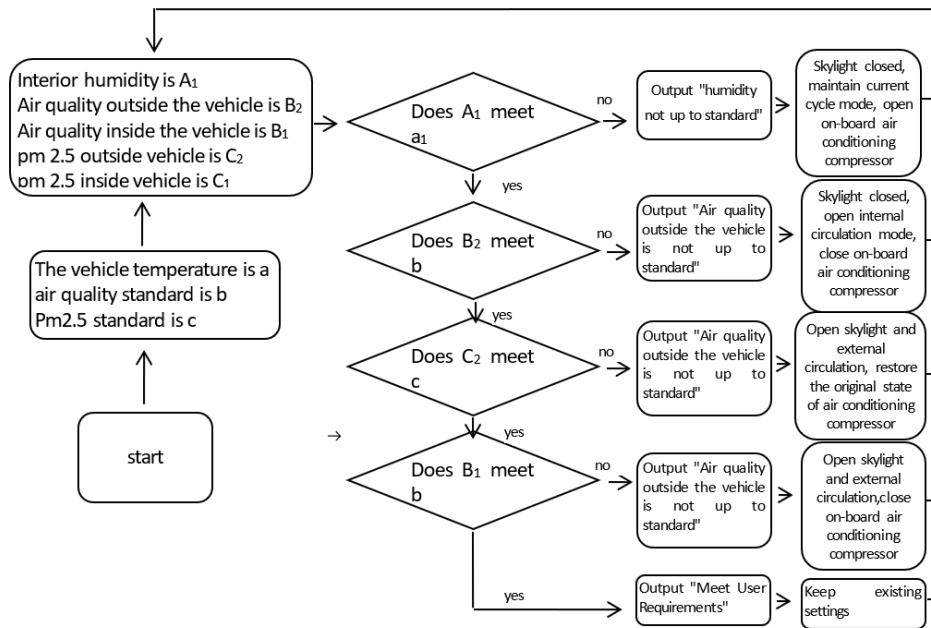 Interior humidity is A1
Air quality outside the vehicle is B2
Air quality inside the vehicle is B1
pm 2.5 outside vehicle is C2
pm 2.5 inside vehicle is C1
The vehicle temperature is a
air quality standard is b
Pm2.5 standard is c
start
Does A1 meet
a1
no
Output "humidity
not up to standard"
Skylight closed,
maintain current
cycle mode, open
on-board air
conditioning
compressor
yes
Does B2 meet
b
no
Output "Air quality
outside the vehicle
is not up to
standard"
Skylight closed,
open internal
circulation mode,
close on-board
air conditioning
compressor
yes
Does C2 meet
c
no
Output "Air quality
outside the vehicle
is not up to
standard"
Open skylight and
external
circulation, restore
the original state
of air conditioning
compressor
yes
Does B1 meet
b
no
Output "Air quality
outside the vehicle
is not up to
standard"
Open skylight
and external
circulation,close
on-board air
conditioning
compressor
yes
Output "Meet User
Requirements"
Keep existing
settings